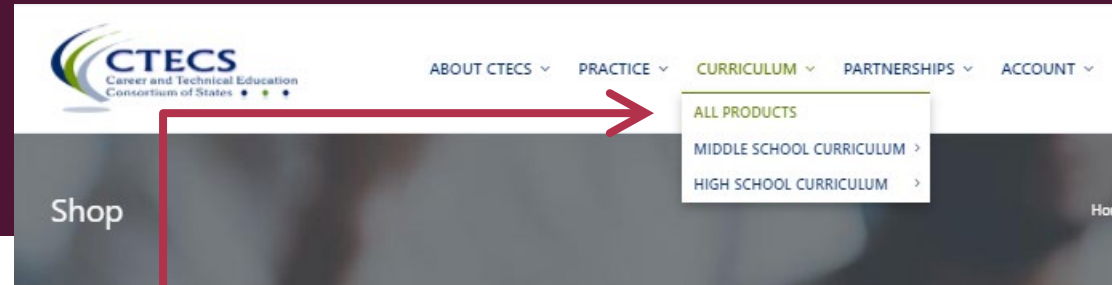 CTECS
Career and Technical Education
Consortium of States
ABOUT CTECS PRACTICE CURRICULUM PARTNERSHIPS ACCOUNT
ALL PRODUCTS
MIDDLE SCHOOL CURRICULUM >
HIGH SCHOOL CURRICULUM >
Shop